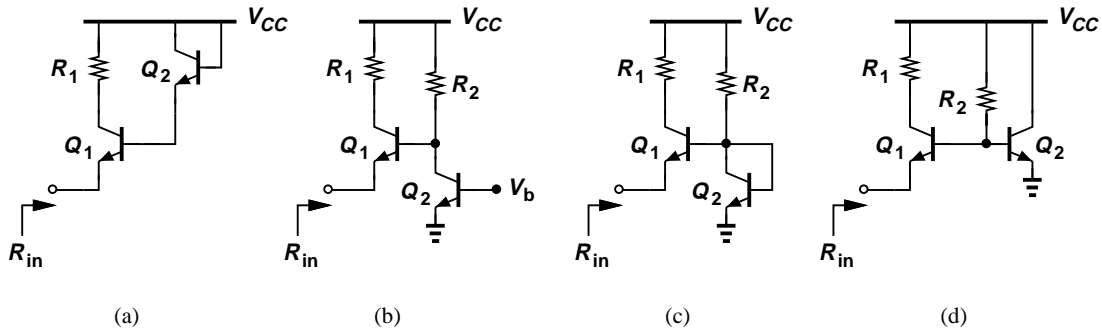 V_CC
R_1
Q_2
Q_1
R_in
(a)
V_CC
R_1
R_2
Q_1
Q_2
V_b
R_in
(b)
V_CC
R_1
R_2
Q_1
Q_2
R_in
(c)
V_CC
R_1
R_2
Q_1
Q_2
R_in
(d)